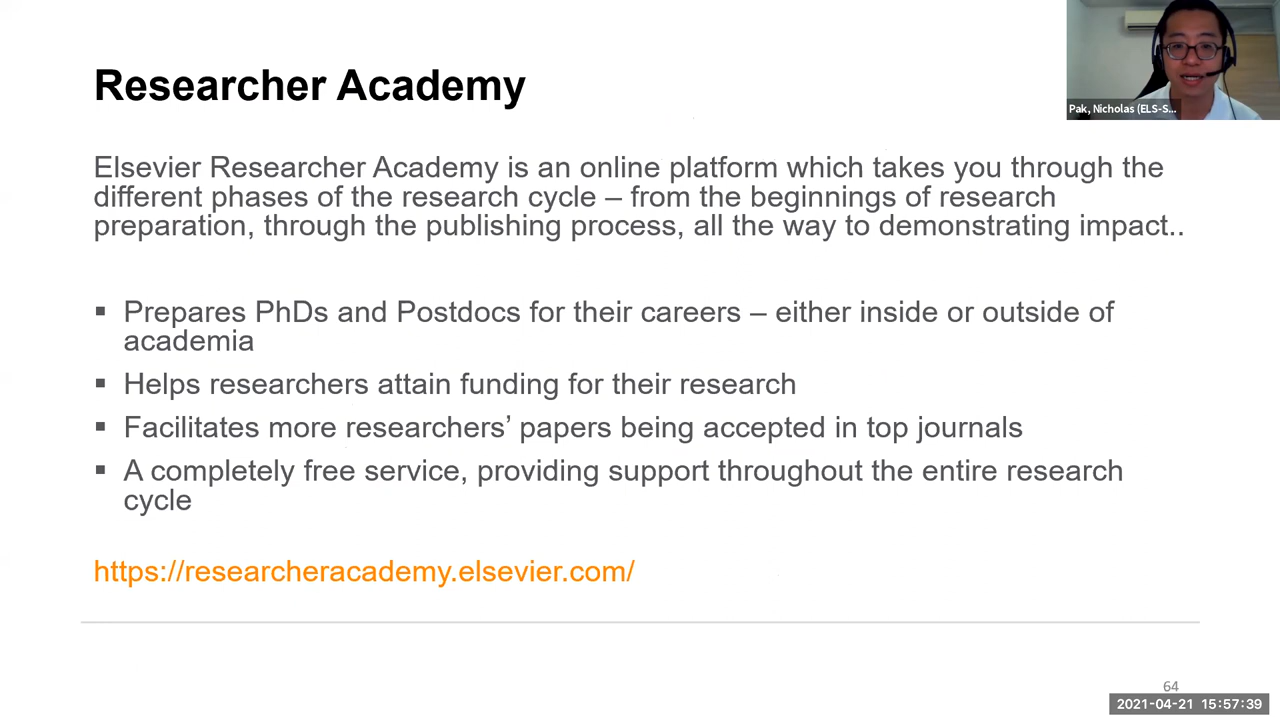 Researcher Academy
Pak, Nicholas (ELS-S...
Elsevier Researcher Academy is an online platform which takes you through the
different phases of the research cycle – from the beginnings of research
preparation, through the publishing process, all the way to demonstrating impact..
▪ Prepares PhDs and Postdocs for their careers – either inside or outside of
academia
▪ Helps researchers attain funding for their research
▪ Facilitates more researchers’ papers being accepted in top journals
▪ A completely free service, providing support throughout the entire research
cycle
https://researcheracademy.elsevier.com/
64
2021-04-21 15:57:39